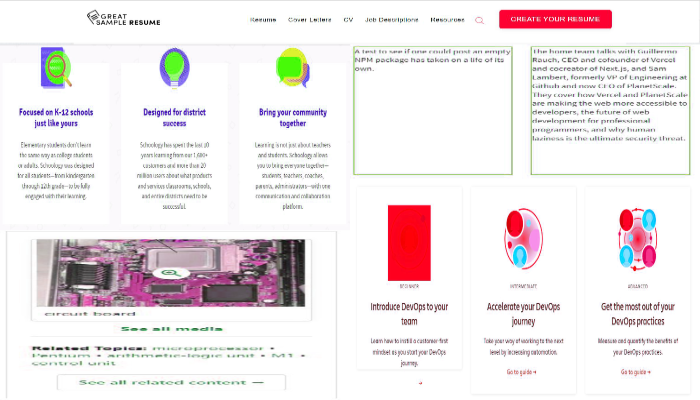 GREAT
SAMPLE RESUME
Resume Cover Letters CV Job Descriptions Resources
CREATE YOUR RESUME
Focused on K-12 schools
just like yours
Elementary students don't learn
the same way as college students
or adults. Schoology was designed
for all students—from kindergarten
through 12th grade—to be fully
engaged with their learning.
Designed for district
success
Schoology has spent the last 10
years learning from our 1,600+
customers and more than 20
million users about what products
and services classrooms, schools,
and entire districts need to be
successful.
Bring your community
together
Learning is not just about teachers
and students. Schoology allows
you to bring everyone together—
students, teachers, coaches,
parents, administrators—with one
communication and collaboration
platform.
A test to see if one could post an empty
NPM package has taken on a life of its
own.
The home team talks with Guillermo
Rauch, CEO and cofounder of Vercel
and cocreator of Next.js, and Sam
Lambert, formerly VP of Engineering at
Github and now CEO of PlanetScale.
They cover how Vercel and PlanetScale
are making the web more accessible to
developers, the future of web
development for professional
programmers, and why human
laziness is the ultimate security threat.
circuit board
See all media
Related Topics: microprocessor •
Pentium • arithmetic-logic unit • M1 •
control unit
See all related content →
BEGINNER
Introduce DevOps to your
team
Learn how to instill a customer-first
mindset as you start your DevOps
journey.
→
INTERMEDIATE
Accelerate your DevOps
journey
Take your way of working to the next
level by increasing automation.
Go to guide →
ADVANCED
Get the most out of your
DevOps practices
Measure and quantify the benefits of
your DevOps practices.
Go to guide →